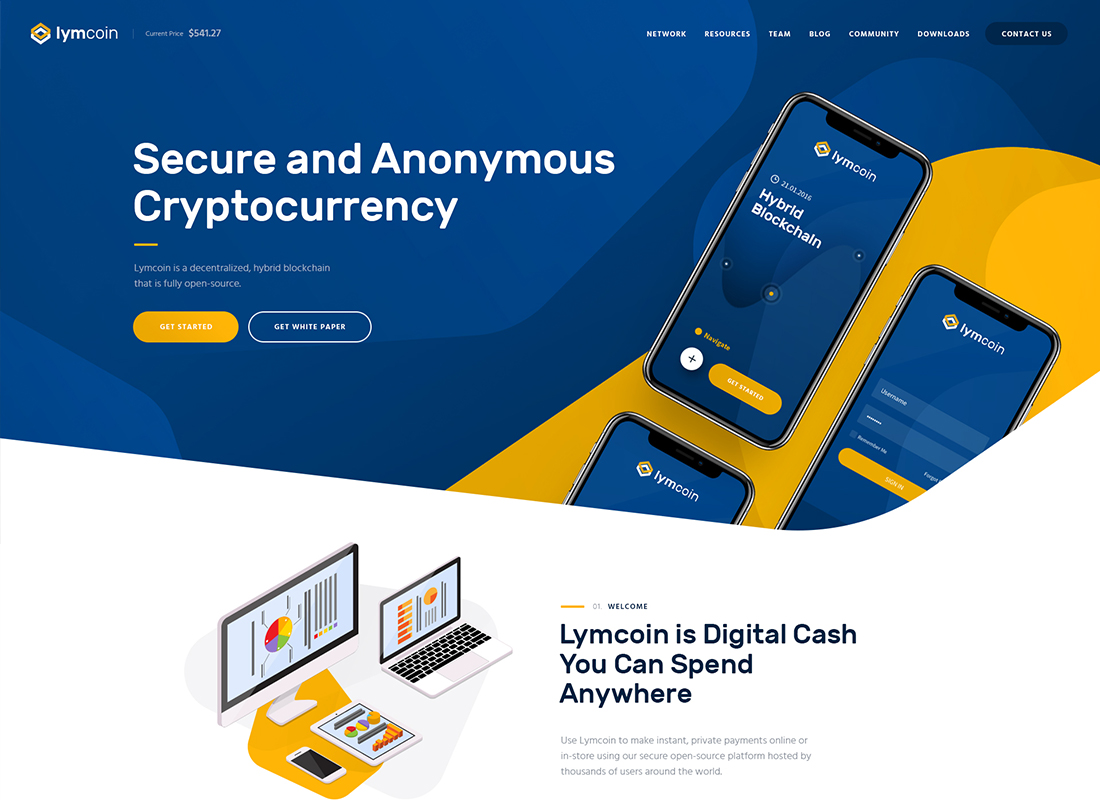 lymcoin
Current Price $541.27
NETWORK
RESOURCES
TEAM
BLOG
COMMUNITY
DOWNLOADS
CONTACT US
Secure and Anonymous
Cryptocurrency
Lymcoin is a decentralized, hybrid blockchain
that is fully open-source.
GET STARTED
GET WHITE PAPER
lymcoin
21.01.2016
Hybrid
Blockchain
Navigate
+
GET STARTED
lymcoin
Username
Remember Me
Forgot
SIGN IN
lymcoin
01. WELCOME
Lymcoin is Digital Cash
You Can Spend
Anywhere
Use Lymcoin to make instant, private payments online or
in-store using our secure open-source platform hosted by
thousands of users around the world.